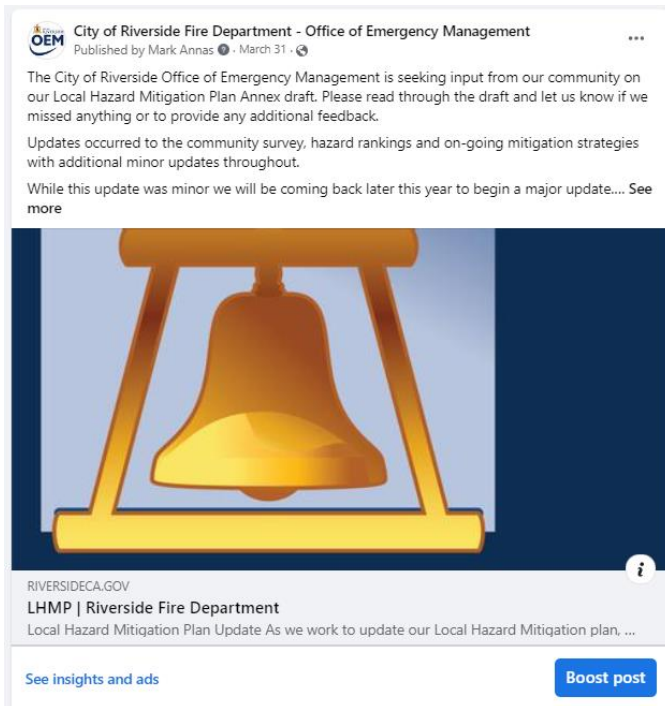 OEM
City of Riverside Fire Department - Office of Emergency Management
Published by Mark Annas · March 31 ·
The City of Riverside Office of Emergency Management is seeking input from our community on
our Local Hazard Mitigation Plan Annex draft. Please read through the draft and let us know if we
missed anything or to provide any additional feedback.
Updates occurred to the community survey, hazard rankings and on-going mitigation strategies
with additional minor updates throughout.
While this update was minor we will be coming back later this year to begin a major update.... See
more
RIVERSIDECA.GOV
LHMP | Riverside Fire Department
Local Hazard Mitigation Plan Update As we work to update our Local Hazard Mitigation plan, ...
See insights and ads
Boost post